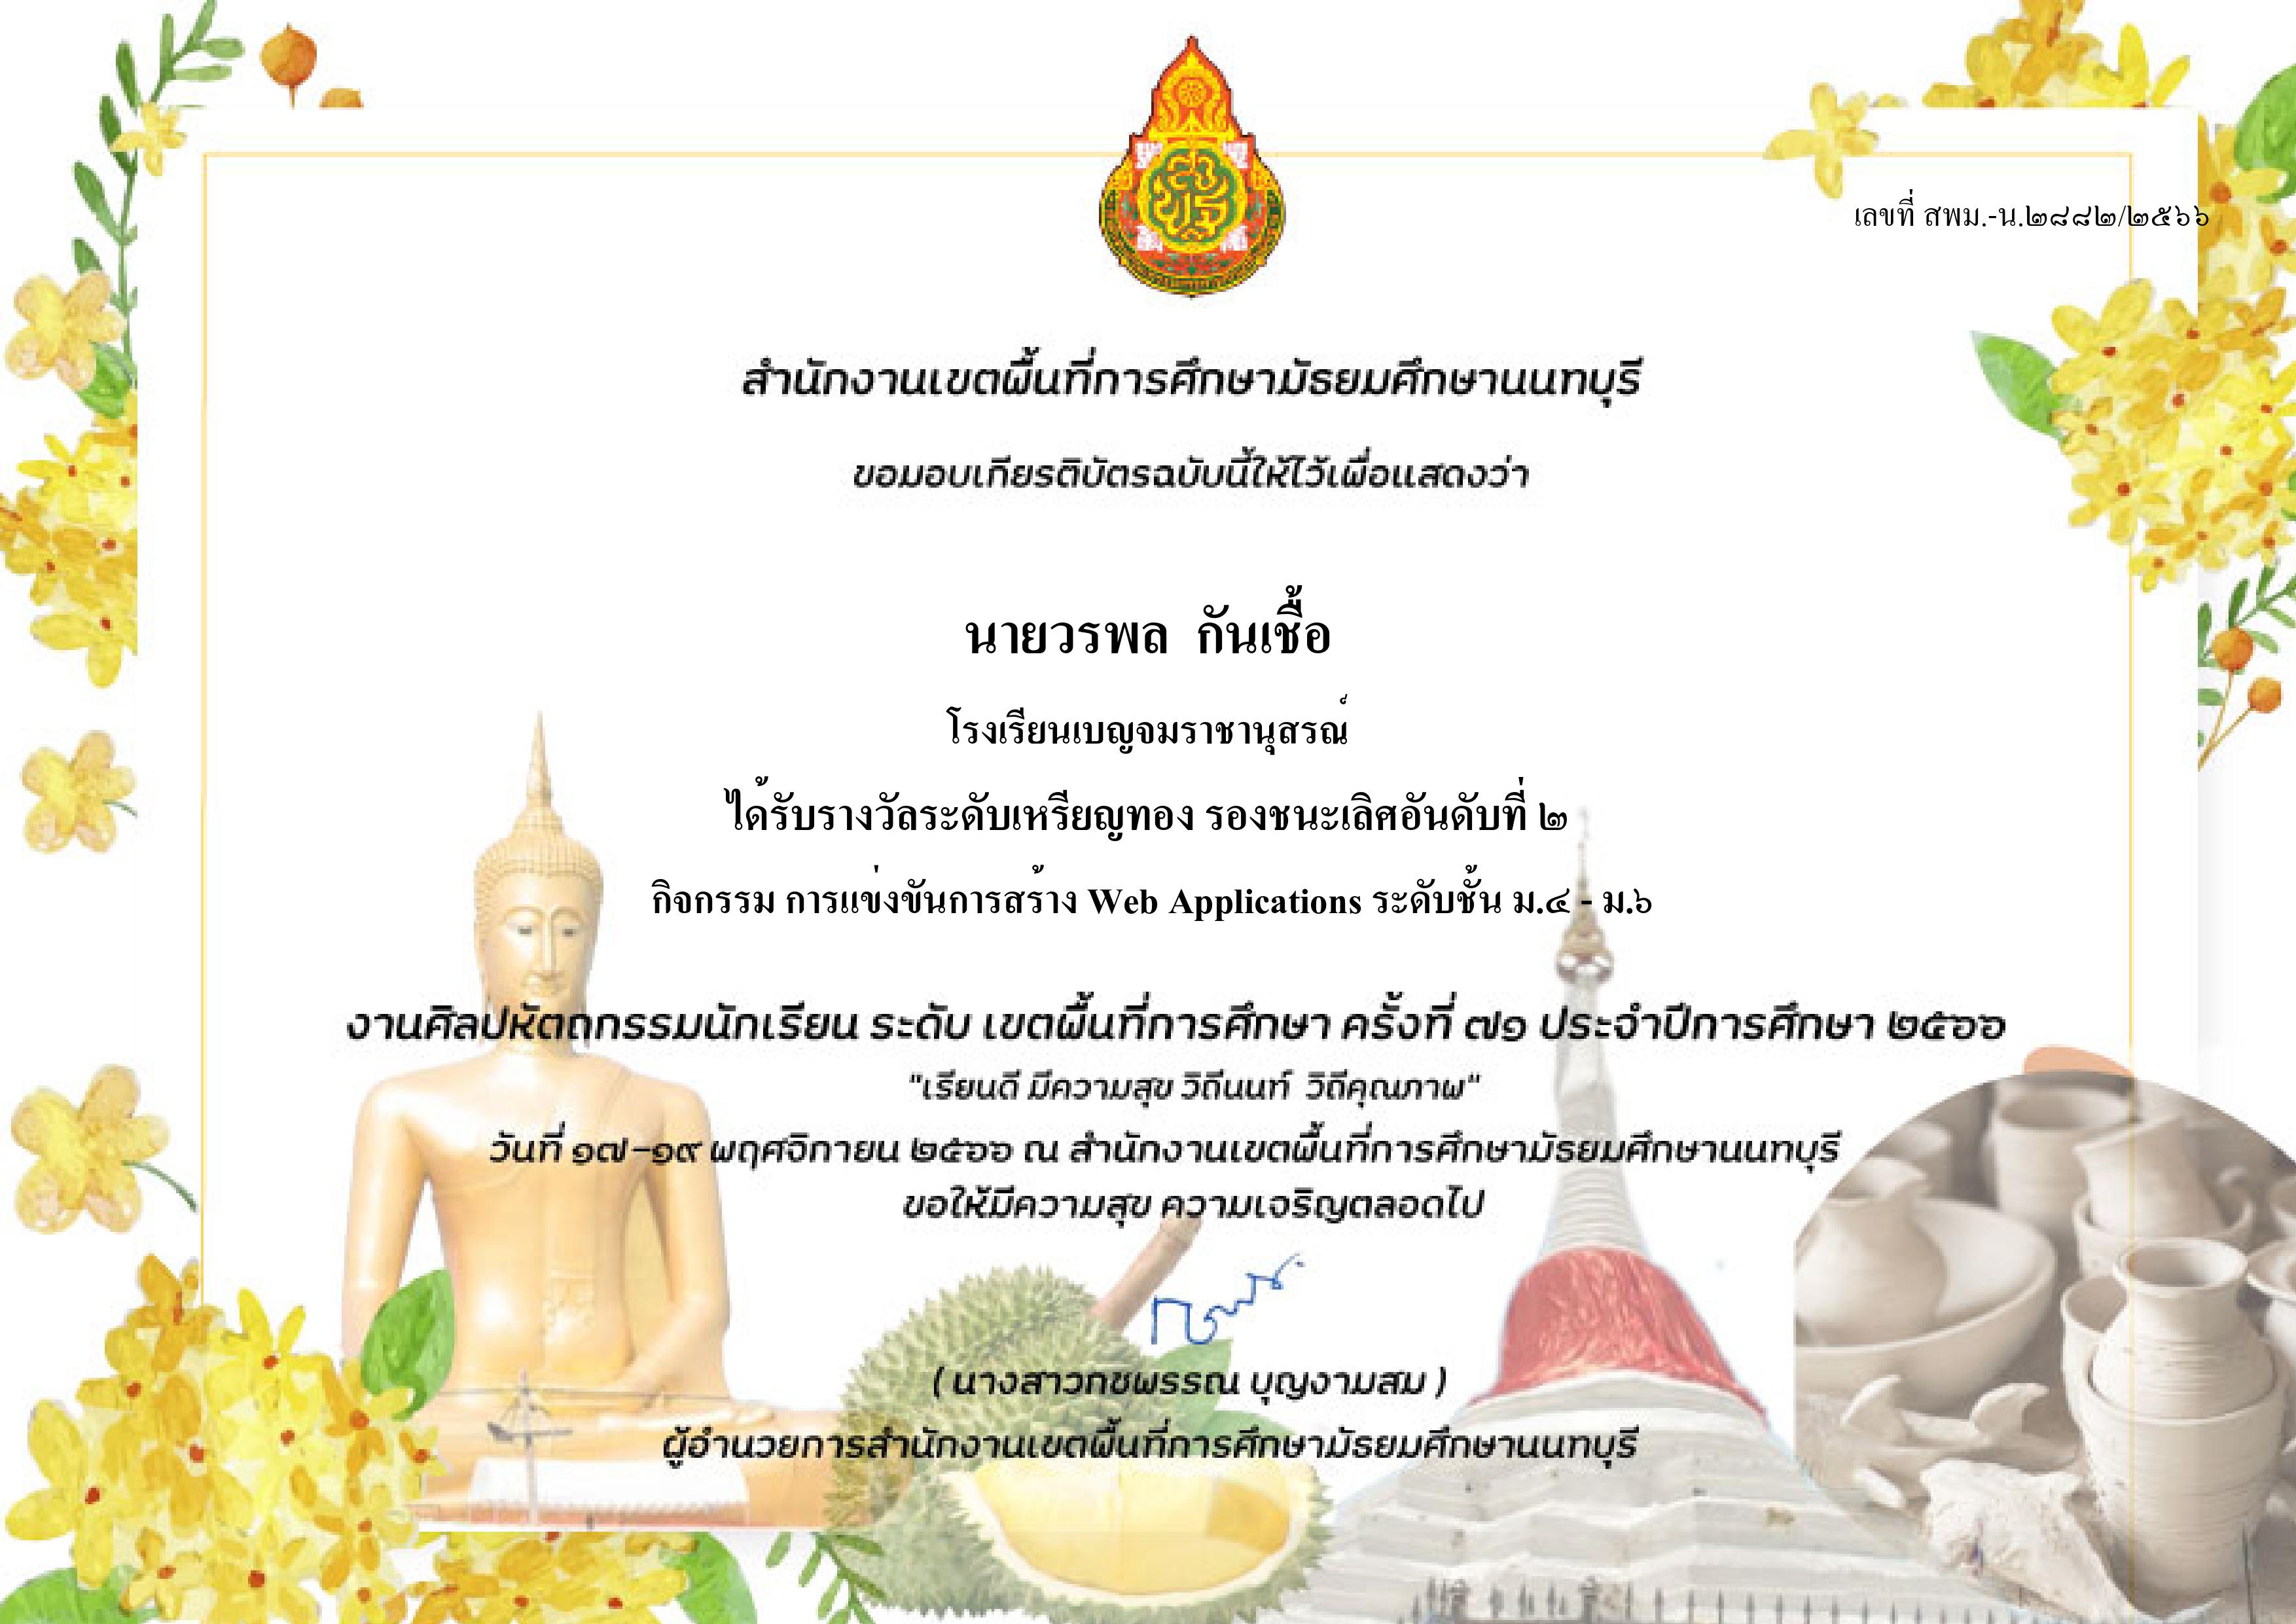 เลขที่ สพม.-น.๒๘๘๒/๒๕๖๖
สำนักงานเขตพื้นที่การศึกษามัธยมศึกษานนทบุรี
ขอมอบเกียรติบัตรฉบับนี้ให้ไว้เพื่อแสดงว่า
นายวรพล กันเชื้อ
โรงเรียนเบญจมราชานุสรณ์
ได้รับรางวัลระดับเหรียญทอง รองชนะเลิศอันดับที่ ๒
กิจกรรม การแข่งขันการสร้าง Web Applications ระดับชั้น ม.๔ - ม.๖
งานศิลปหัตถกรรมนักเรียน ระดับ เขตพื้นที่การศึกษา ครั้งที่ ๗๑ ประจำปีการศึกษา ๒๕๖๖
"เรียนดี มีความสุข วิถีนนท์ วิถีคุณภาพ"
วันที่ ๑๗-๑๙ พฤศจิกายน ๒๕๖๖ ณ สำนักงานเขตพื้นที่การศึกษามัธยมศึกษานนทบุรี
ขอให้มีความสุข ความเจริญตลอดไป
( นางสาวกชพรรณ บุญงามสม )
ผู้อำนวยการสำนักงานเขตพื้นที่การศึกษามัธยมศึกษานนทบุรี